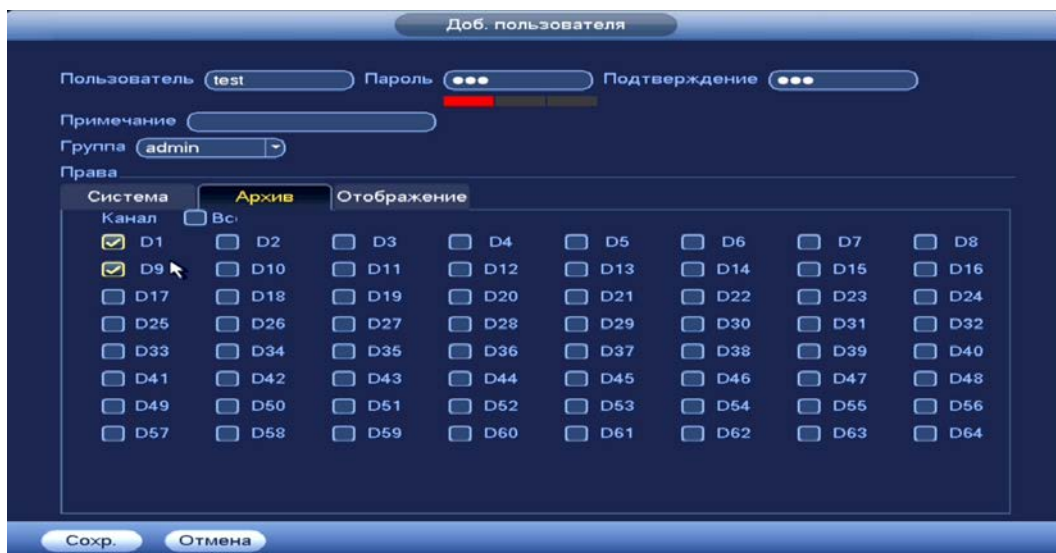 Доб. пользователя
Пользователь test Пароль ●●● Подтверждение ●●●
Примечание
Группа admin
Права
Система Архив Отображение
Канал Вс
D1 D2 D3 D4 D5 D6 D7 D8
D9 D10 D11 D12 D13 D14 D15 D16
D17 D18 D19 D20 D21 D22 D23 D24
D25 D26 D27 D28 D29 D30 D31 D32
D33 D34 D35 D36 D37 D38 D39 D40
D41 D42 D43 D44 D45 D46 D47 D48
D49 D50 D51 D52 D53 D54 D55 D56
D57 D58 D59 D60 D61 D62 D63 D64
Сохр. Отмена